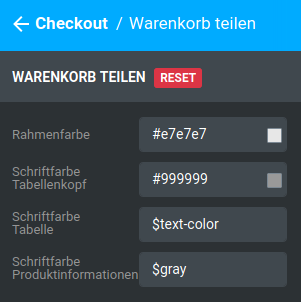 ← Checkout / Warenkorb teilen
WARENKORB TEILEN RESET
Rahmenfarbe #e7e7e7
Schriftfarbe
Tabellenkopf #999999
Schriftfarbe
Tabelle $text-color
Schriftfarbe
Produktinformationen $gray